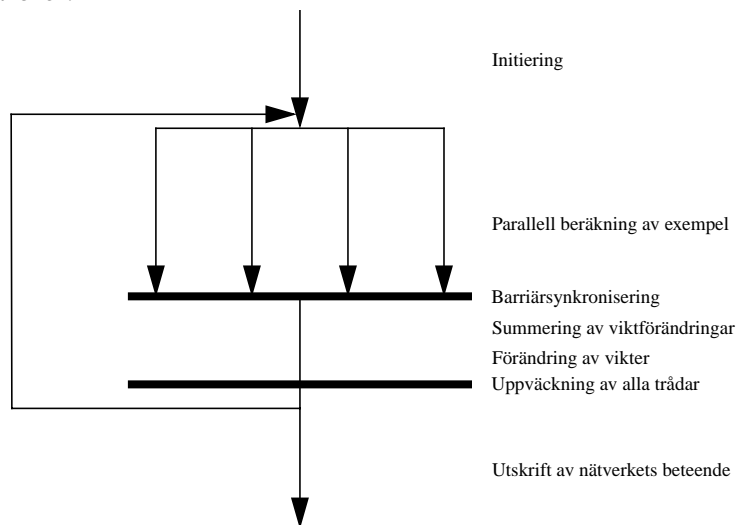 Initiering
Parallell beräkning av exempel
Barriärsynkronisering
Summering av viktförändringar
Förändring av vikter
Uppväckning av alla trådar
Utskrift av nätverkets beteende